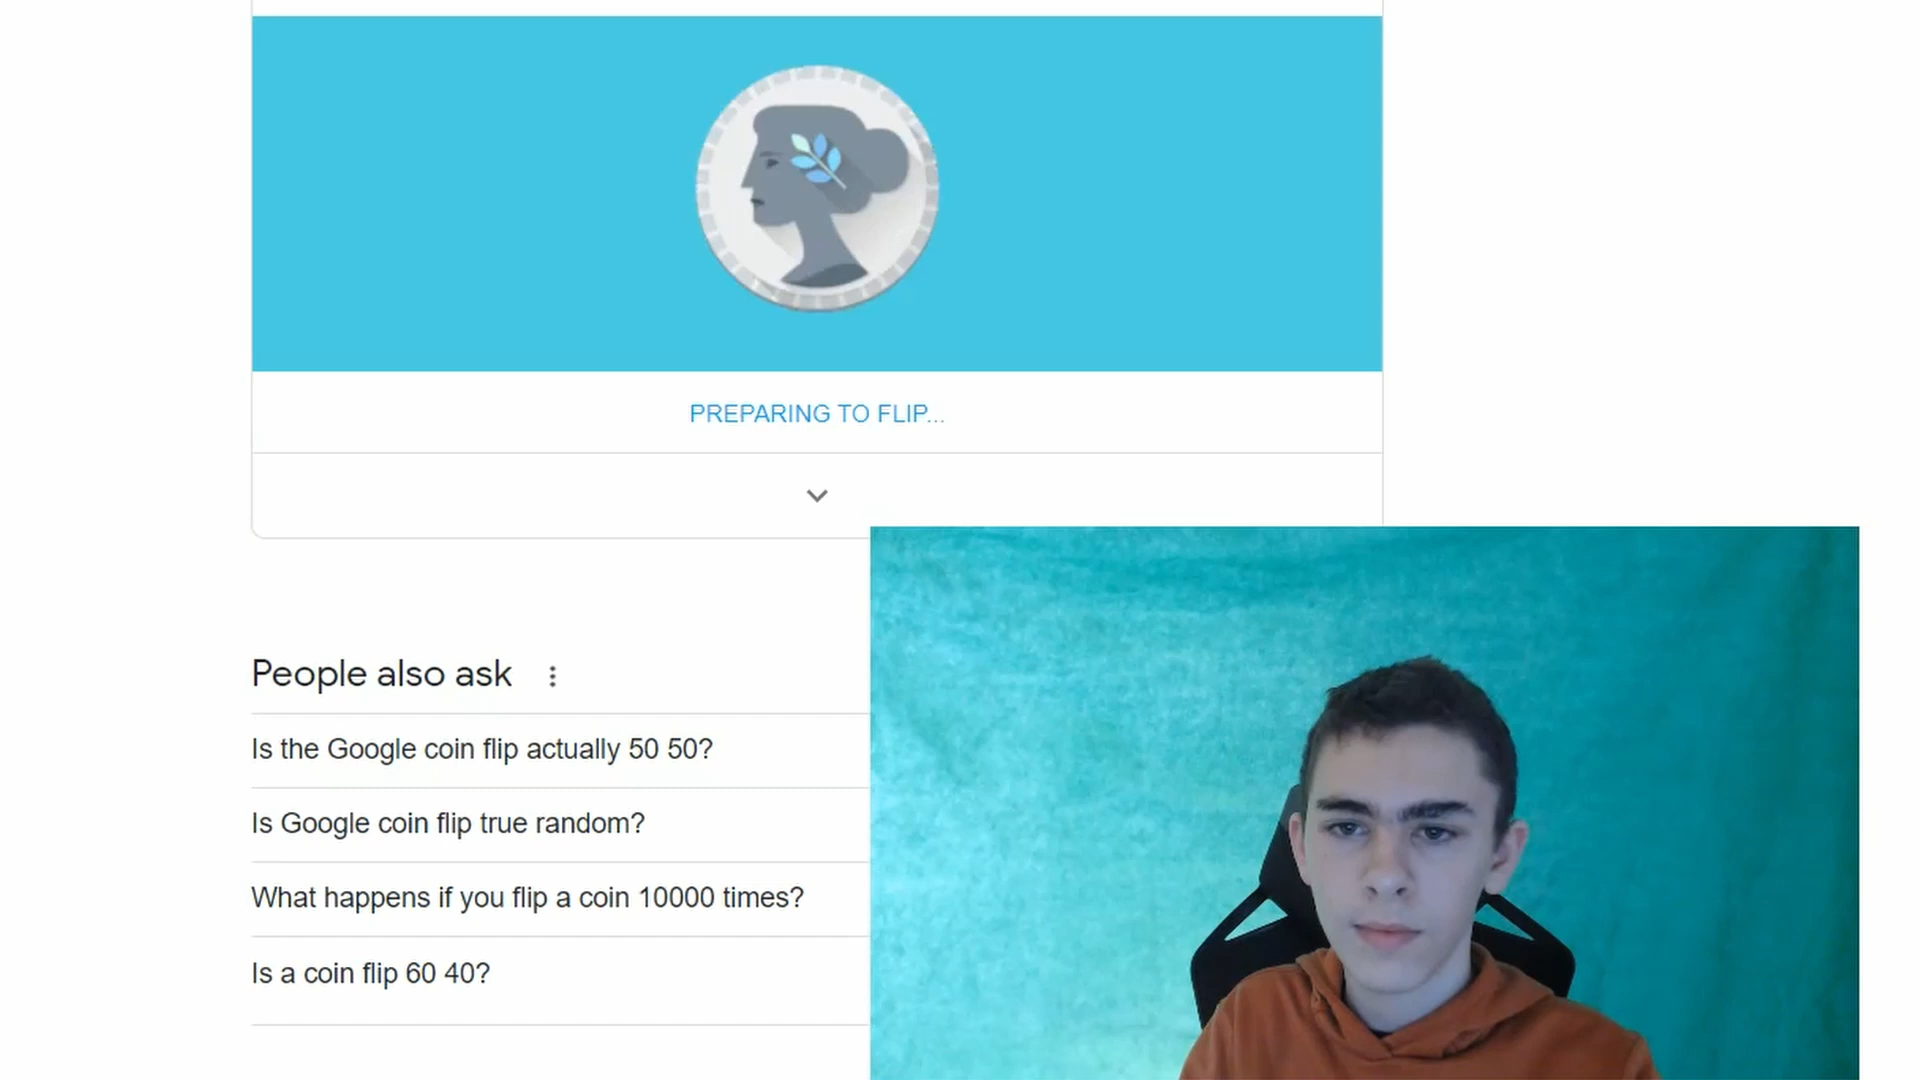 PREPARING TO FLIP...
People also ask
Is the Google coin flip actually 50 50?
Is Google coin flip true random?
What happens if you flip a coin 10000 times?
Is a coin flip 60 40?